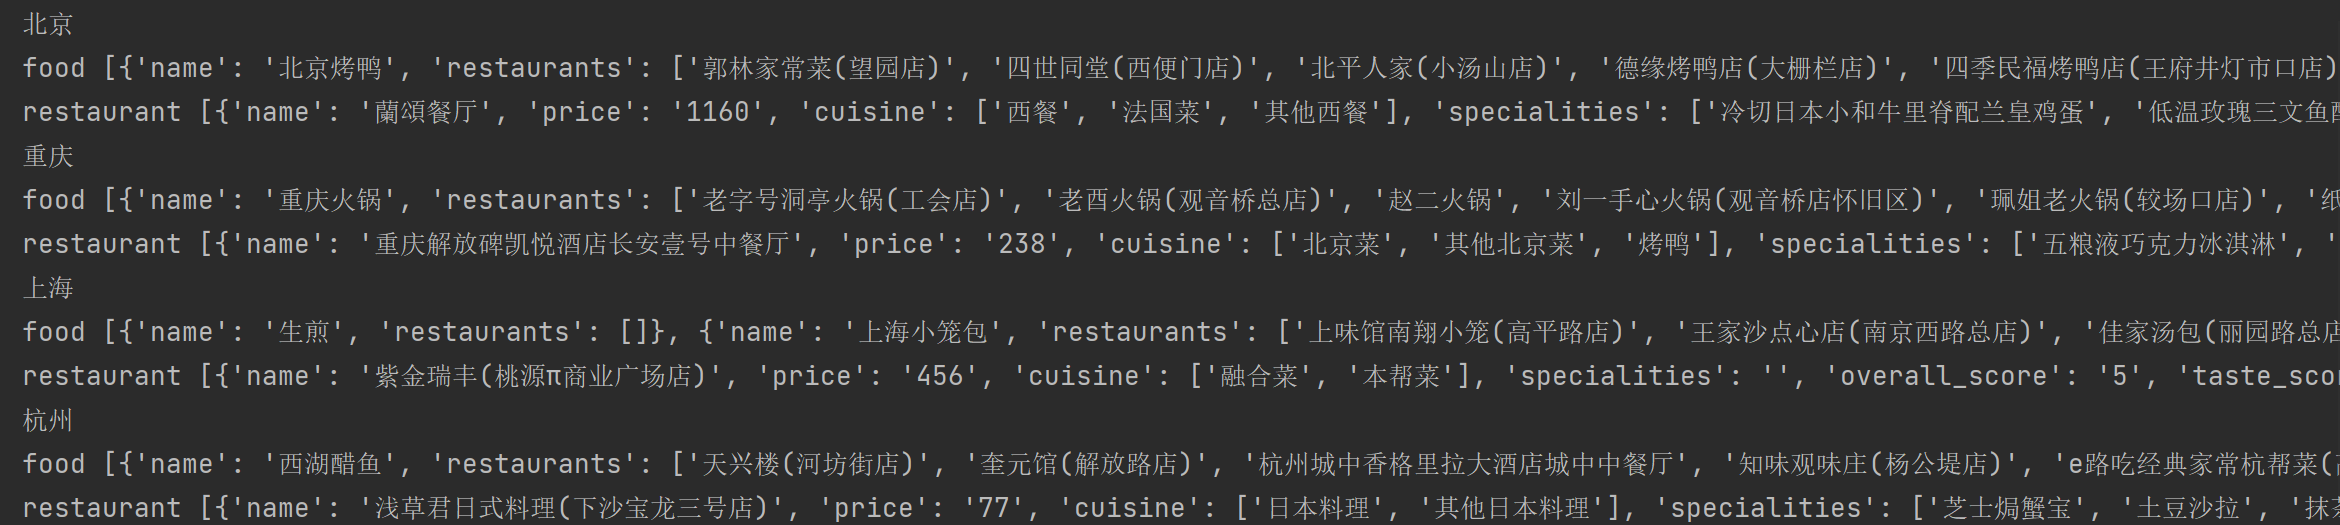 北京
food [{'name': '北京烤鸭', 'restaurants': ['郭林家常菜(望园店)', '四世同堂(西便门店)', '北平人家(小汤山店)', '德缘烤鸭店(大栅栏店)', '四季民福烤鸭店(王府井灯市口店)
restaurant [{'name': '蘭頌餐厅', 'price': '1160', 'cuisine': ['西餐', '法国菜', '其他西餐'], 'specialities': ['冷切日本小和牛里脊配兰皇鸡蛋', '低温玫瑰三文鱼配
重庆
food [{'name': '重庆火锅', 'restaurants': ['老字号洞亭火锅(工会店)', '老西火锅(观音桥总店)', '赵二火锅', '刘一手心火锅(观音桥店怀旧区)', '珮姐老火锅(较场口店)', '纸
restaurant [{'name': '重庆解放碑凯悦酒店长安壹号中餐厅', 'price': '238', 'cuisine': ['北京菜', '其他北京菜', '烤鸭'], 'specialities': ['五粮液巧克力冰淇淋', '
上海
food [{'name': '生煎', 'restaurants': []}, {'name': '上海小笼包', 'restaurants': ['上味馆南翔小笼(高平路店)', '王家沙点心店(南京西路总店)', '佳家汤包(丽园路总店
restaurant [{'name': '紫金瑞丰(桃源π商业广场店)', 'price': '456', 'cuisine': ['融合菜', '本帮菜'], 'specialities': '', 'overall_score': '5', 'taste_scor
杭州
food [{'name': '西湖醋鱼', 'restaurants': ['天兴楼(河坊街店)', '奎元馆(解放路店)', '杭州城中香格里拉大酒店城中中餐厅', '知味观味庄(杨公堤店)', 'e路吃经典家常杭帮菜(
restaurant [{'name': '浅草君日式料理(下沙宝龙三号店)', 'price': '77', 'cuisine': ['日本料理', '其他日本料理'], 'specialities': ['芝士焗蟹宝', '土豆沙拉', '抹茶